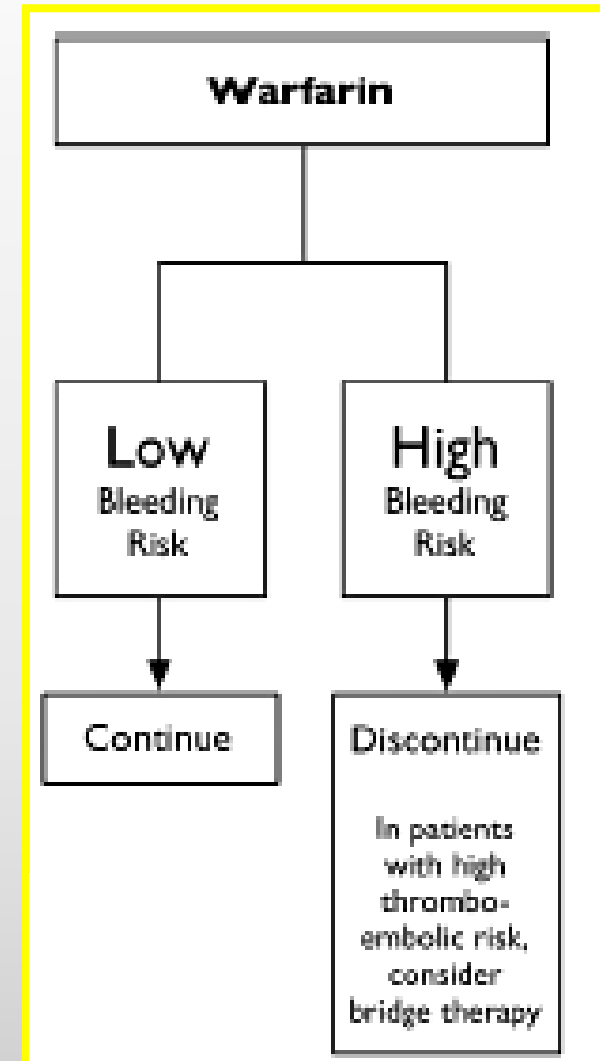 Warfarin
Low
Bleeding
Risk
High
Bleeding
Risk
Continue
Discontinue
In patients
with high
thrombo-
embolic risk,
consider
bridge therapy